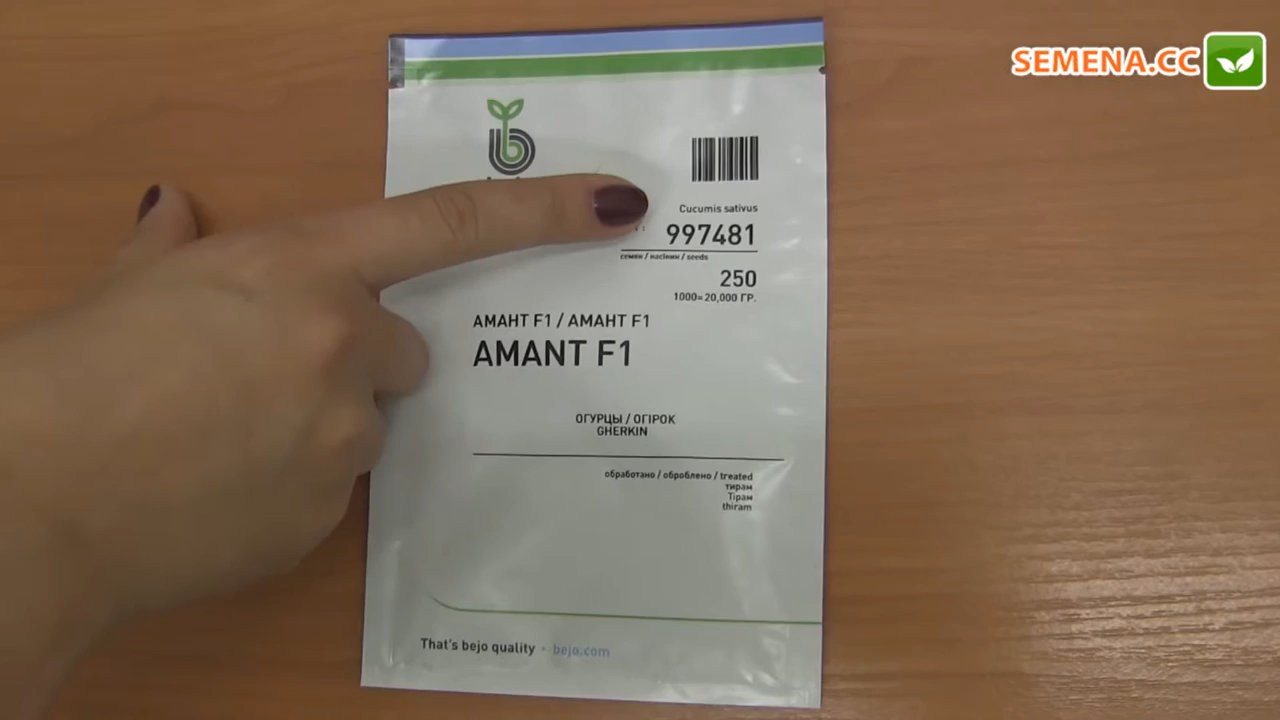 SEMENA.CC
Cucumis sativus
997481
семян / насінин / seeds
250
1000=20,000 ГР.
АМАНТ F1 / АМАНТ F1
AMANT F1
ОГУРЦЫ / ОГІРОК
GHERKIN
обработано / оброблено / treated
тирам
Тірам
thiram
That's bejo quality • bejo.com